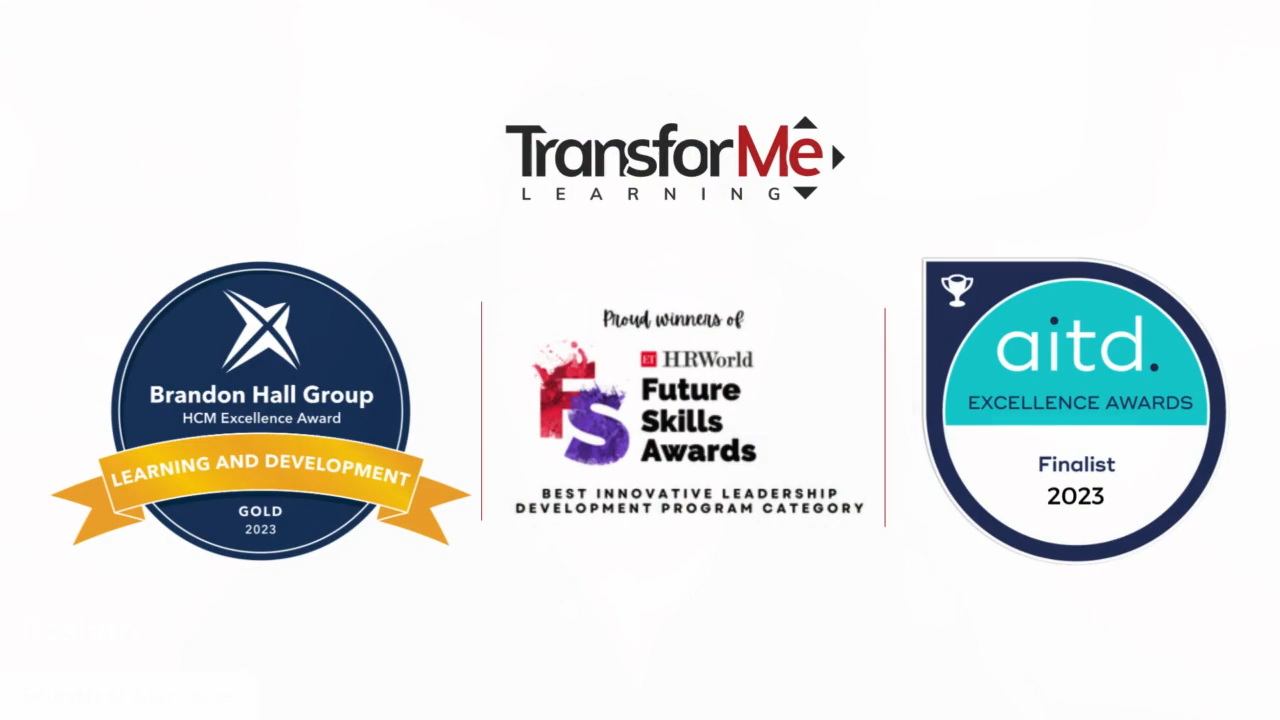 TransforMe
LEARNING
Brandon Hall Group
HCM Excellence Award
LEARNING AND DEVELOPMENT
GOLD
2023
Proud winners of
ET HRWorld
FS
Future
Skills
Awards
BEST INNOVATIVE LEADERSHIP
DEVELOPMENT PROGRAM CATEGORY
aitd.
EXCELLENCE AWARDS
Finalist
2023